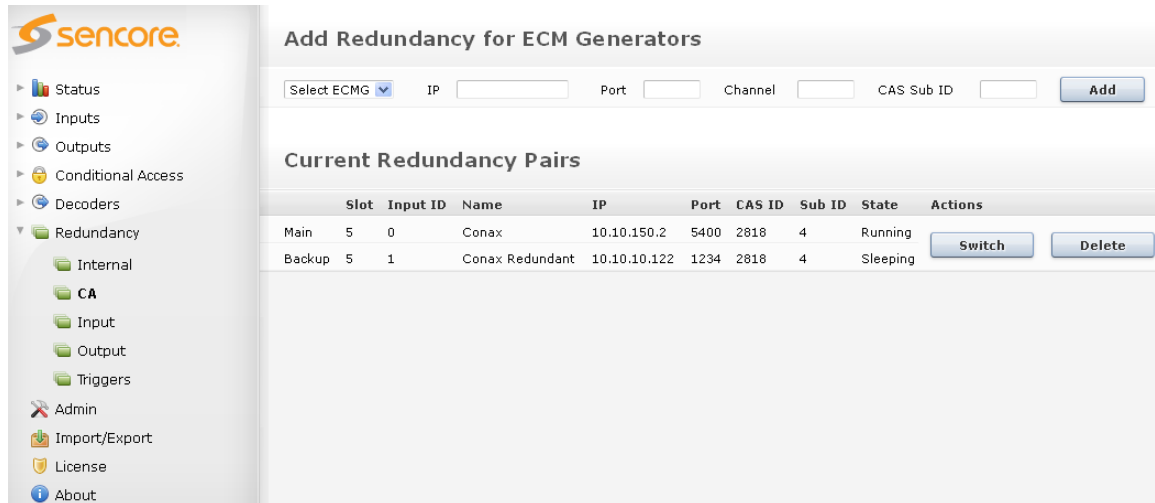 sencore
Status
Inputs
Outputs
Conditional Access
Decoders
Redundancy
Internal
CA
Input
Output
Triggers
Admin
Import/Export
License
About
Add Redundancy for ECM Generators
Select ECMG IP Port Channel CAS Sub ID Add
Current Redundancy Pairs
Slot Input ID Name IP Port CAS ID Sub ID State Actions
Main 5 0 Conax 10.10.150.2 5400 2818 4 Running
Backup 5 1 Conax Redundant 10.10.10.122 1234 2818 4 Sleeping
Switch Delete